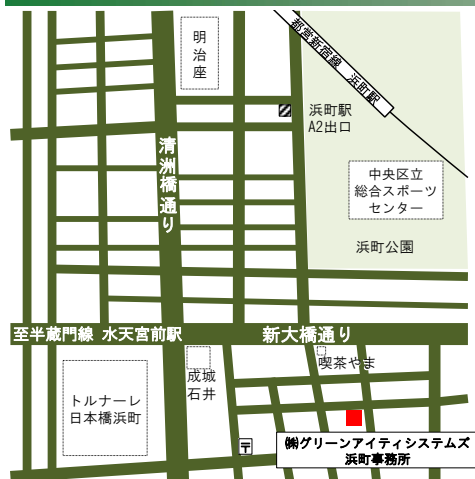 明
治
座
都営新宿線 浜町駅
浜町駅
A2出口
清洲橋通り
中央区立
総合スポーツ
センター
浜町公園
至半蔵門線 水天宮前駅
新大橋通り
喫茶やま
成城
石井
トルナーレ
日本橋浜町
〒
㈱グリーンアイティシステムズ
浜町事務所